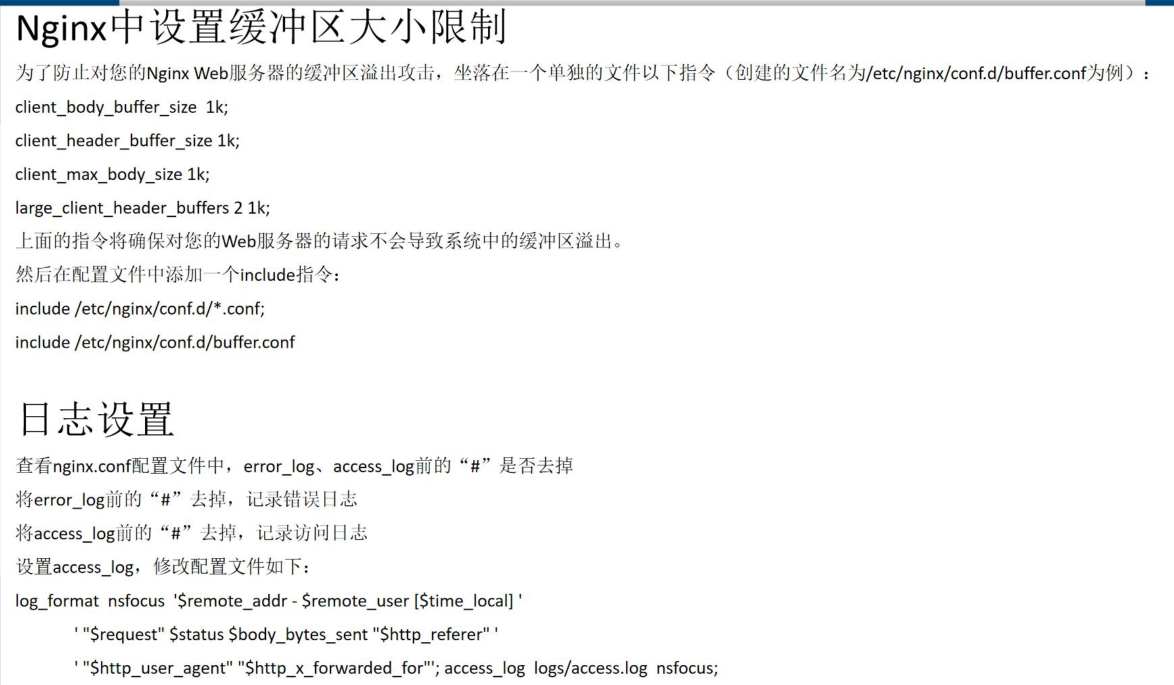 Nginx中设置缓冲区大小限制
为了防止对您的Nginx Web服务器的缓冲区溢出攻击，坐落在一个单独的文件以下指令（创建的文件名为/etc/nginx/conf.d/buffer.conf为例）：
client_body_buffer_size  1k;
client_header_buffer_size 1k;
client_max_body_size 1k;
large_client_header_buffers 2 1k;
上面的指令将确保对您的Web服务器的请求不会导致系统中的缓冲区溢出。
然后在配置文件中添加一个include指令：
include /etc/nginx/conf.d/*.conf;
include /etc/nginx/conf.d/buffer.conf
日志设置
查看nginx.conf配置文件中，error_log、access_log前的“#”是否去掉
将error_log前的“#”去掉，记录错误日志
将access_log前的“#”去掉，记录访问日志
设置access_log，修改配置文件如下：
log_format  nsfocus  '$remote_addr - $remote_user [$time_local] '
' "$request" $status $body_bytes_sent "$http_referer" '
' "$http_user_agent" "$http_x_forwarded_for"'; access_log  logs/access.log  nsfocus;